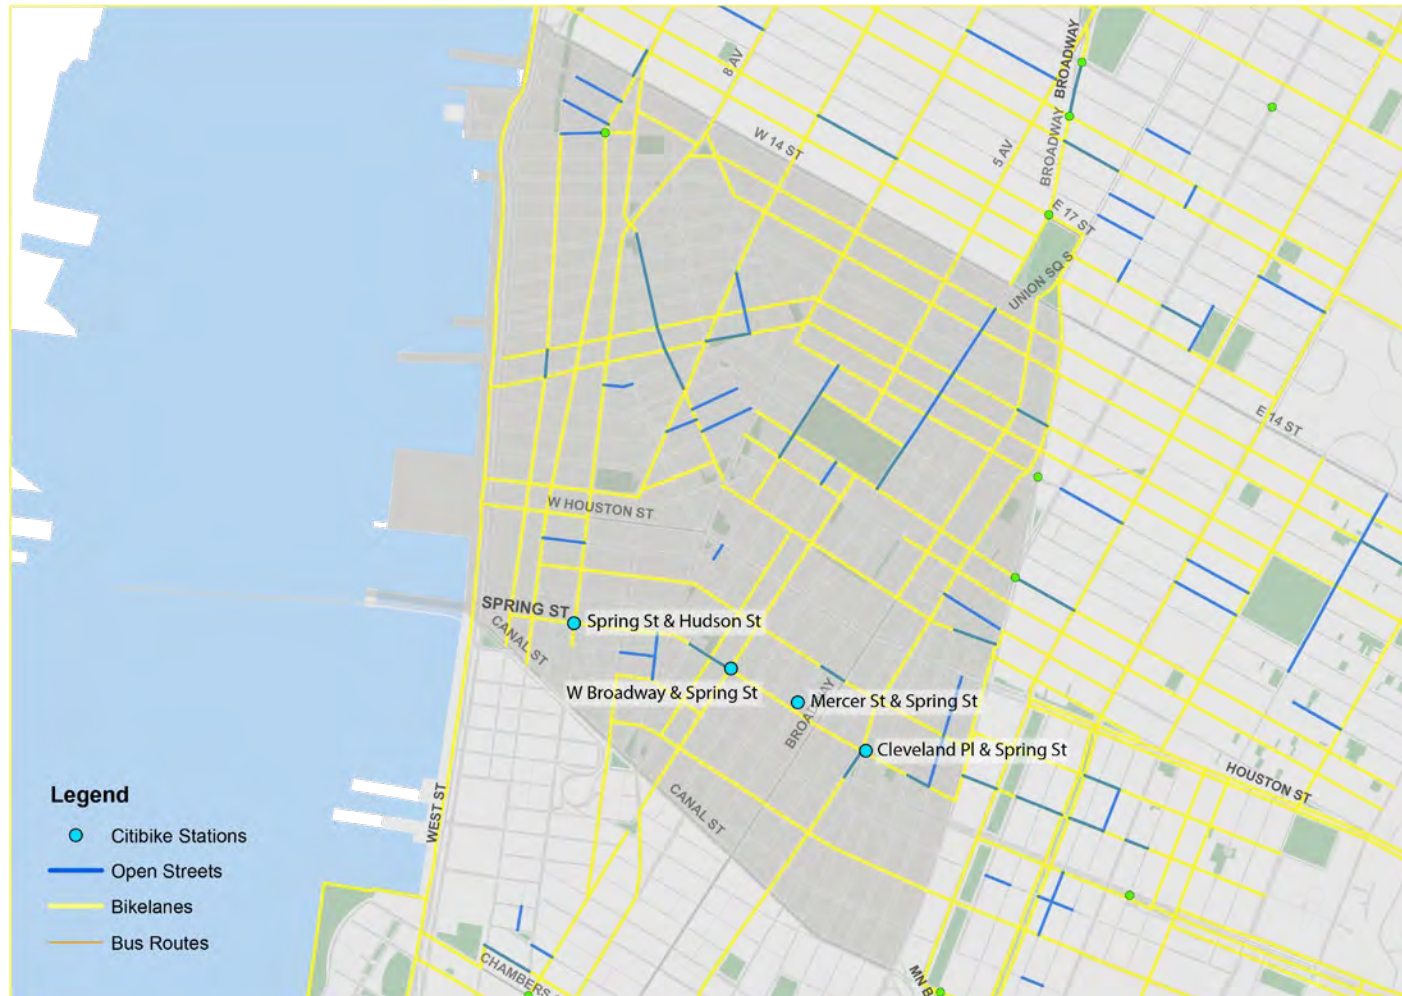 BROADWAY
8 AV
W 14 ST
5 AV
BROADWAY
E 17 ST
UNION SQ S
E 14 ST
W HOUSTON ST
SPRING ST
Spring St & Hudson St
CANAL ST
W Broadway & Spring St
Mercer St & Spring St
BROADWAY
Cleveland Pl & Spring St
HOUSTON ST
CANAL ST
WEST ST
Legend
Citibike Stations
Open Streets
Bikelanes
Bus Routes
CHAMBERS
MN B